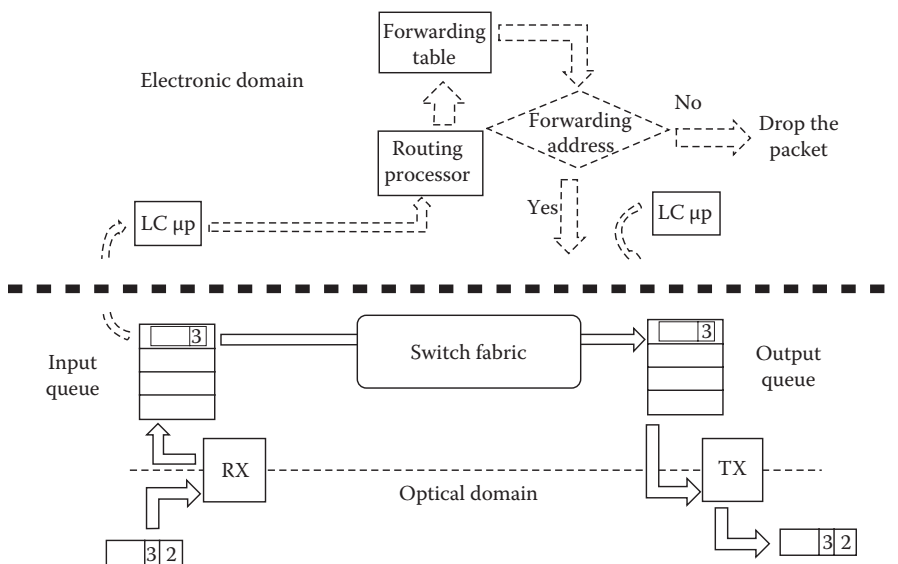 Forwarding
table
Electronic domain
No
Forwarding
address
Drop the
packet
Routing
processor
LC μp
Yes
LC μp
3
3
Input
queue
Switch fabric
Output
queue
RX
TX
Optical domain
3 2
3 2